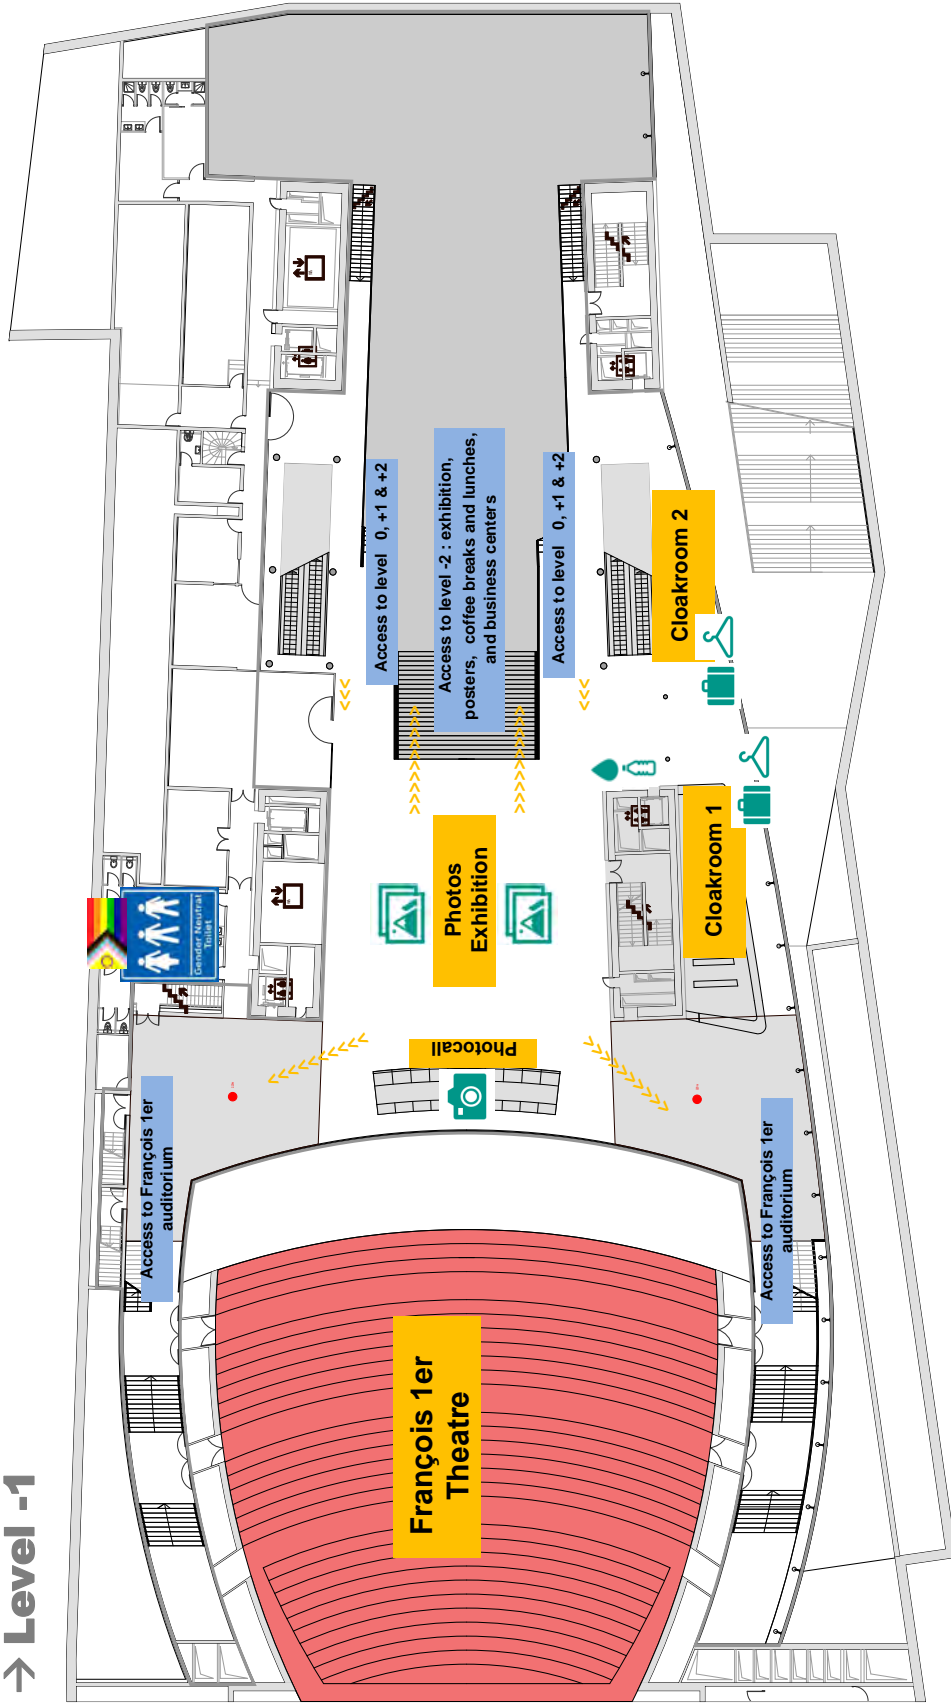 → Level -1
Gender Neutral
Toilet
Access to level 0, +1 & +2
Access to level -2 : exhibition,
posters, coffee breaks and lunches,
and business centers
Access to level 0, +1 & +2
Cloakroom 2
Cloakroom 1
Photos
Exhibition
Photocall
Access to François 1er
auditorium
Access to François 1er
auditorium
François 1er
Theatre